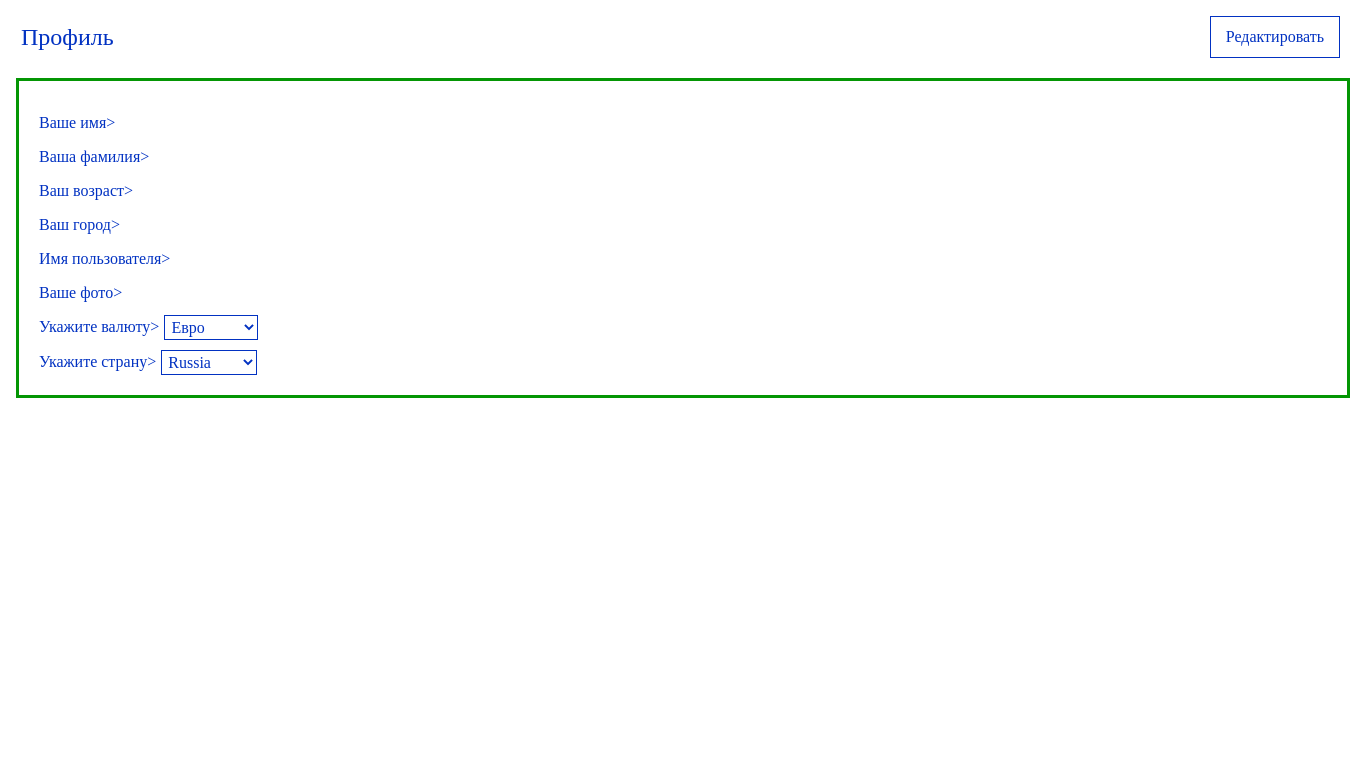 Профиль
Редактировать
Ваше имя>
Ваша фамилия>
Ваш возраст>
Ваш город>
Имя пользователя>
Ваше фото>
Укажите валюту> Евро
Укажите страну> Russia